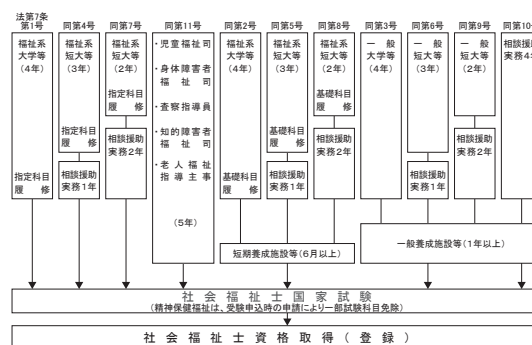 法第7条
第1号
同第4号
同第7号
同第11号
同第2号
同第5号
同第8号
同第3号
同第6号
同第9号
同第10号
福祉系
大学等
(4年)
指定科目
履　修
福祉系
短大等
(3年)
指定科目
履　修
相談援助
実務1年
福祉系
短大等
(2年)
指定科目
履　修
相談援助
実務2年
・児童福祉司
・身体障害者
福祉司
・査察指導員
・知的障害者
福祉司
・老人福祉
指導主事
(5年)
福祉系
大学等
(4年)
基礎科目
履　修
福祉系
短大等
(3年)
基礎科目
履　修
相談援助
実務1年
福祉系
短大等
(2年)
基礎科目
履　修
相談援助
実務2年
一　般
大学等
(4年)
一　般
短大等
(3年)
相談援助
実務1年
一　般
短大等
(2年)
相談援助
実務2年
相談援助
実務4年
短期養成施設等(6月以上)
一般養成施設等(1年以上)
社会福祉士国家試験
(精神保健福祉は、受験申込時の申請により一部試験科目免除)
社会福祉士資格取得(登録)